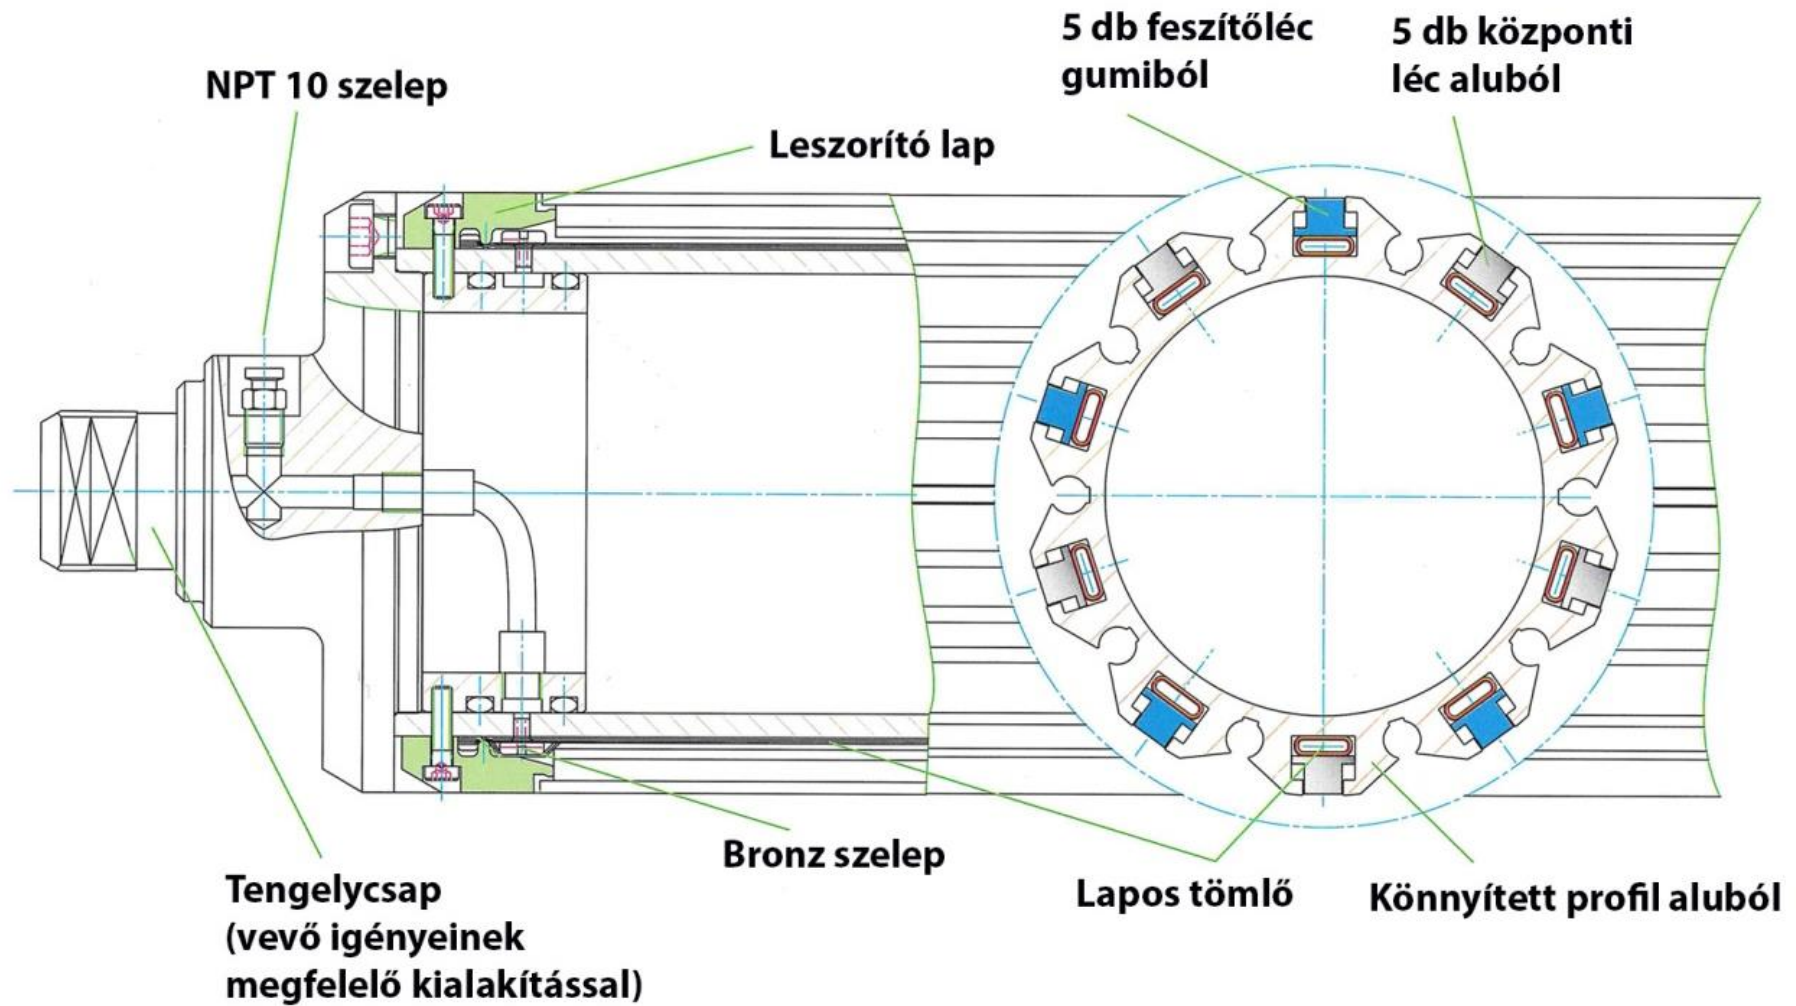 5 db feszítőléc
gumiból
5 db központi
léc aluból
NPT 10 szelep
Leszorító lap
Bronz szelep
Lapos tömlő
Könnyített profil aluból
Tengelycsap
(vevő igényeinek
megfelelő kialakítással)